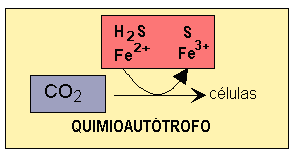 H₂S S
Fe²⁺ Fe³⁺
CO₂ células
QUIMIOAUTÒTROFO